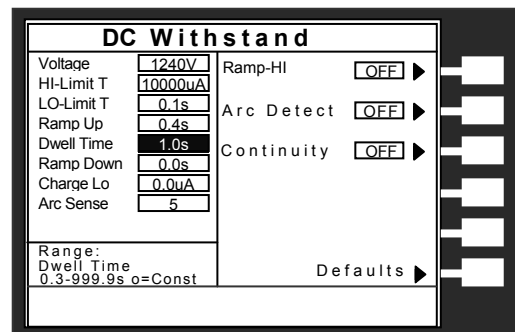 DC Withstand
Voltage 1240V
HI-Limit T 10000uA
LO-Limit T 0.1s
Ramp Up 0.4s
Dwell Time 1.0s
Ramp Down 0.0s
Charge Lo 0.0uA
Arc Sense 5
Ramp-HI OFF
Arc Detect OFF
Continuity OFF
Range:
Dwell Time
0.3-999.9s o=Const
Defaults